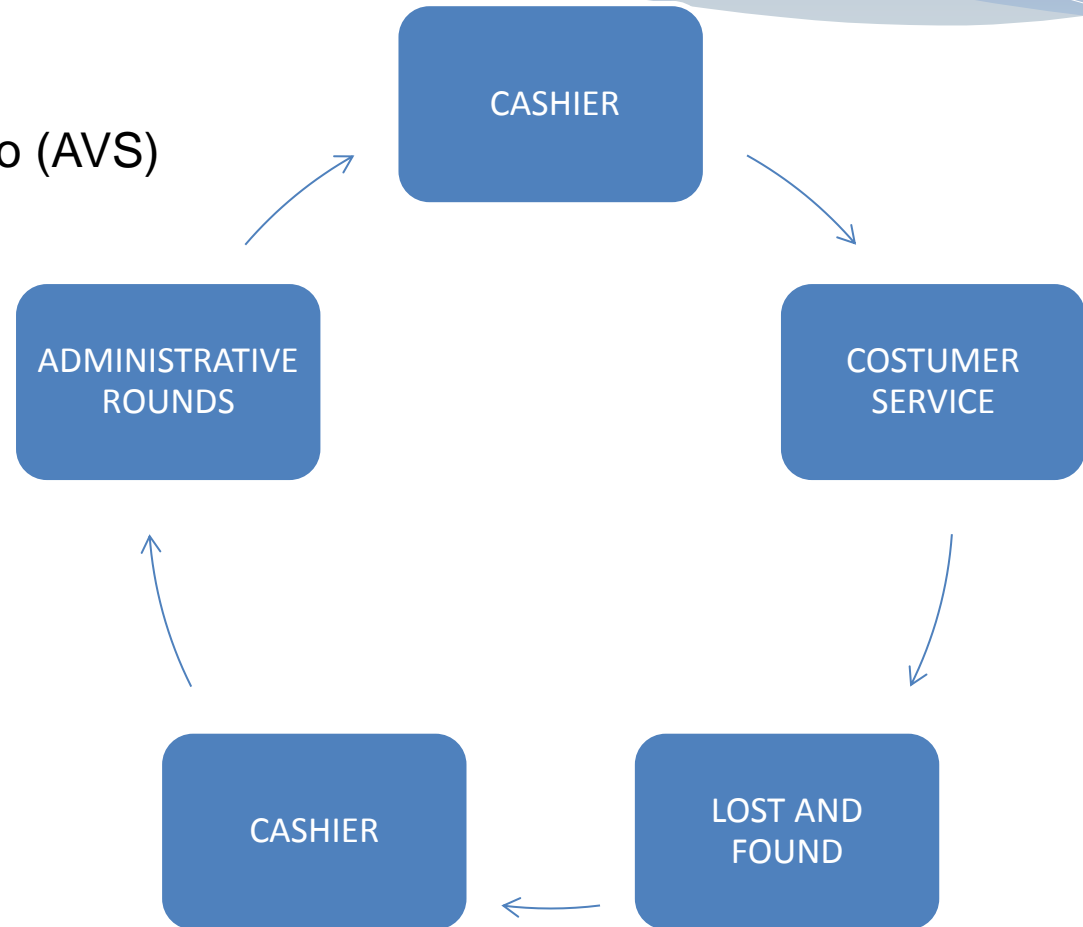 CASHIER
o (AVS)
ADMINISTRATIVE
ROUNDS
COSTUMER
SERVICE
CASHIER
LOST AND
FOUND